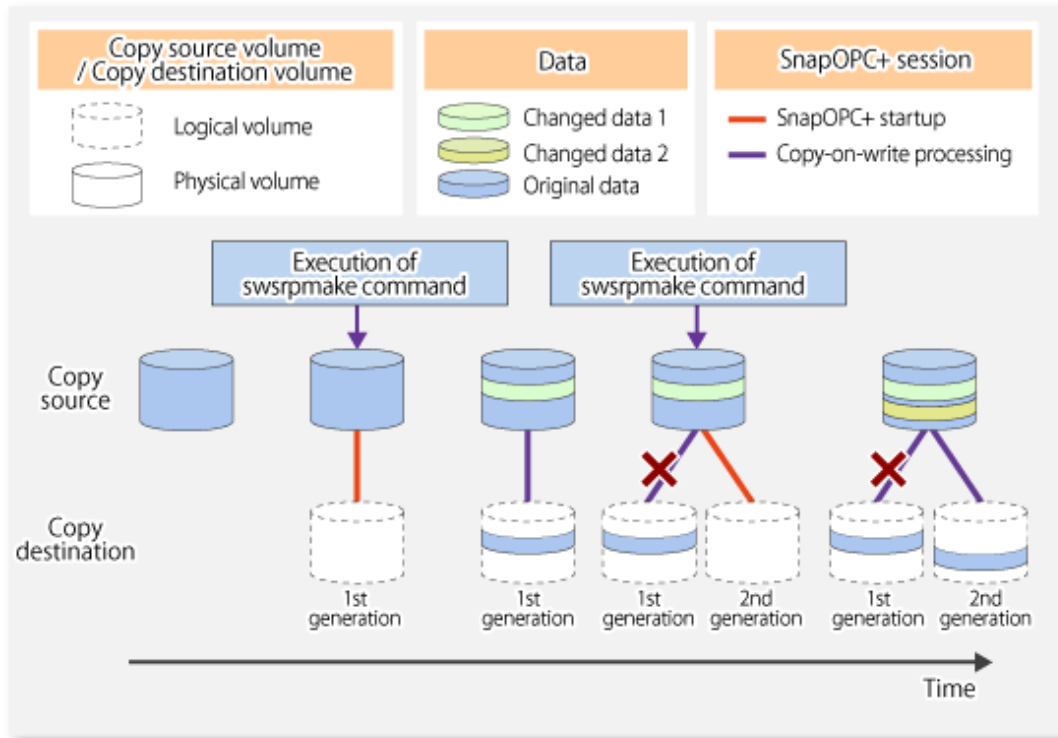 Copy source volume
/ Copy destination volume
Logical volume
Physical volume
Data
Changed data 1
Changed data 2
Original data
SnapOPC+ session
SnapOPC+ startup
Copy-on-write processing
Execution of
swsrpmake command
Execution of
swsrpmake command
Copy
source
Copy
destination
1st
generation
1st
generation
1st
generation
2nd
generation
1st
generation
2nd
generation
Time